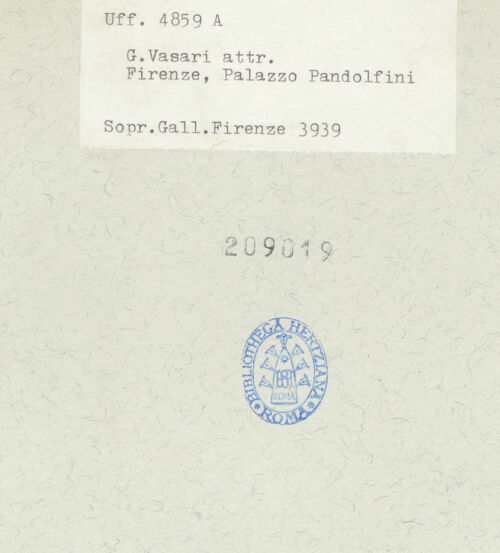 Uff. 4859 A
G.Vasari attr.
Firenze, Palazzo Pandolfini
Sopr.Gall.Firenze 3939
209019
BIBLIOTHECA HERTZIANA
ROMA
ROMA